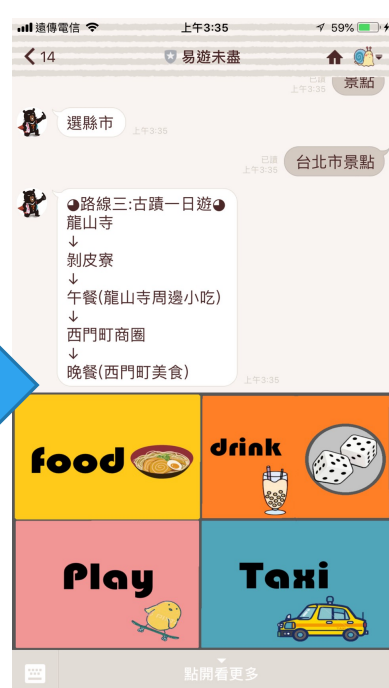 遠傳電信 上午3:35 59%
14 易遊未盡
已讀
上午3:35 景點
選縣市 上午3:35
已讀
上午3:35 台北市景點
◕路線三:古蹟一日遊◕
龍山寺
↓
剝皮寮
↓
午餐(龍山寺周邊小吃)
↓
西門町商圈
↓
晚餐(西門町美食) 上午3:35
food drink
Play Taxi
點開看更多